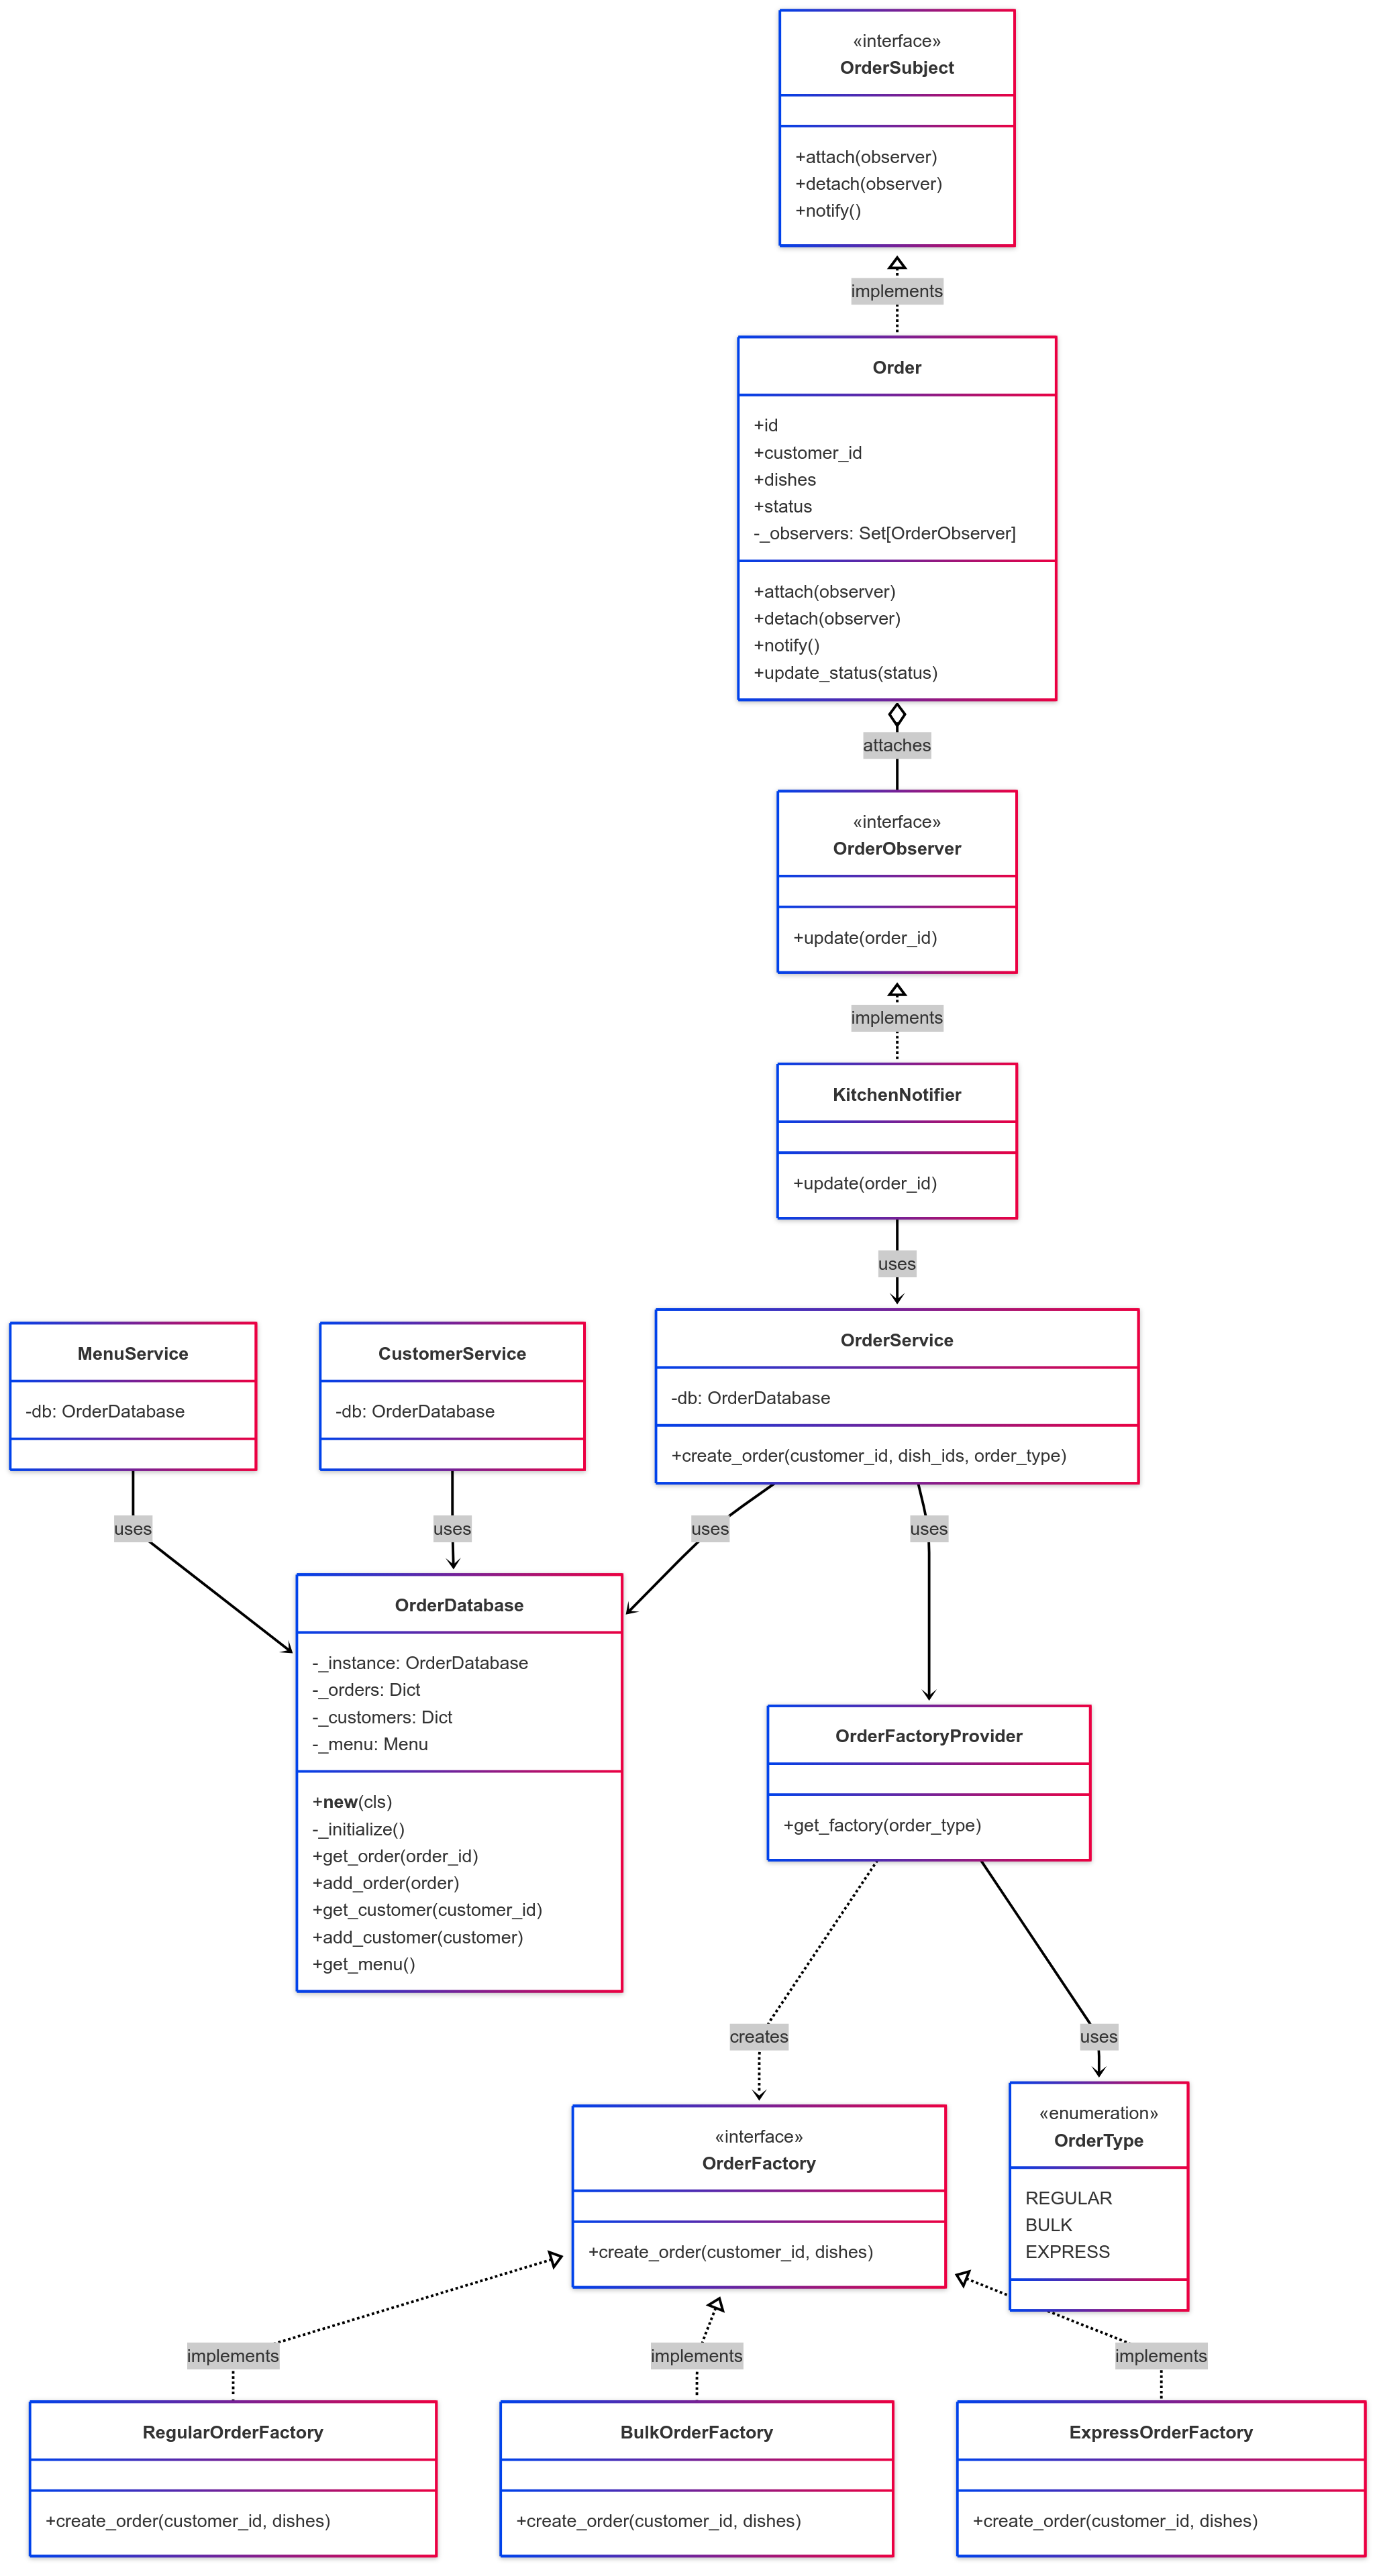 «interface»
OrderSubject
+attach(observer)
+detach(observer)
+notify()
implements
Order
+id
+customer_id
+dishes
+status
-_observers: Set[OrderObserver]
+attach(observer)
+detach(observer)
+notify()
+update_status(status)
attaches
«interface»
OrderObserver
+update(order_id)
implements
KitchenNotifier
+update(order_id)
uses
MenuService
-db: OrderDatabase
CustomerService
-db: OrderDatabase
OrderService
-db: OrderDatabase
+create_order(customer_id, dish_ids, order_type)
uses
uses
uses
uses
OrderDatabase
-_instance: OrderDatabase
-_orders: Dict
-_customers: Dict
-_menu: Menu
+new(cls)
-_initialize()
+get_order(order_id)
+add_order(order)
+get_customer(customer_id)
+add_customer(customer)
+get_menu()
OrderFactoryProvider
+get_factory(order_type)
creates
uses
«interface»
OrderFactory
+create_order(customer_id, dishes)
«enumeration»
OrderType
REGULAR
BULK
EXPRESS
implements
implements
implements
RegularOrderFactory
+create_order(customer_id, dishes)
BulkOrderFactory
+create_order(customer_id, dishes)
ExpressOrderFactory
+create_order(customer_id, dishes)